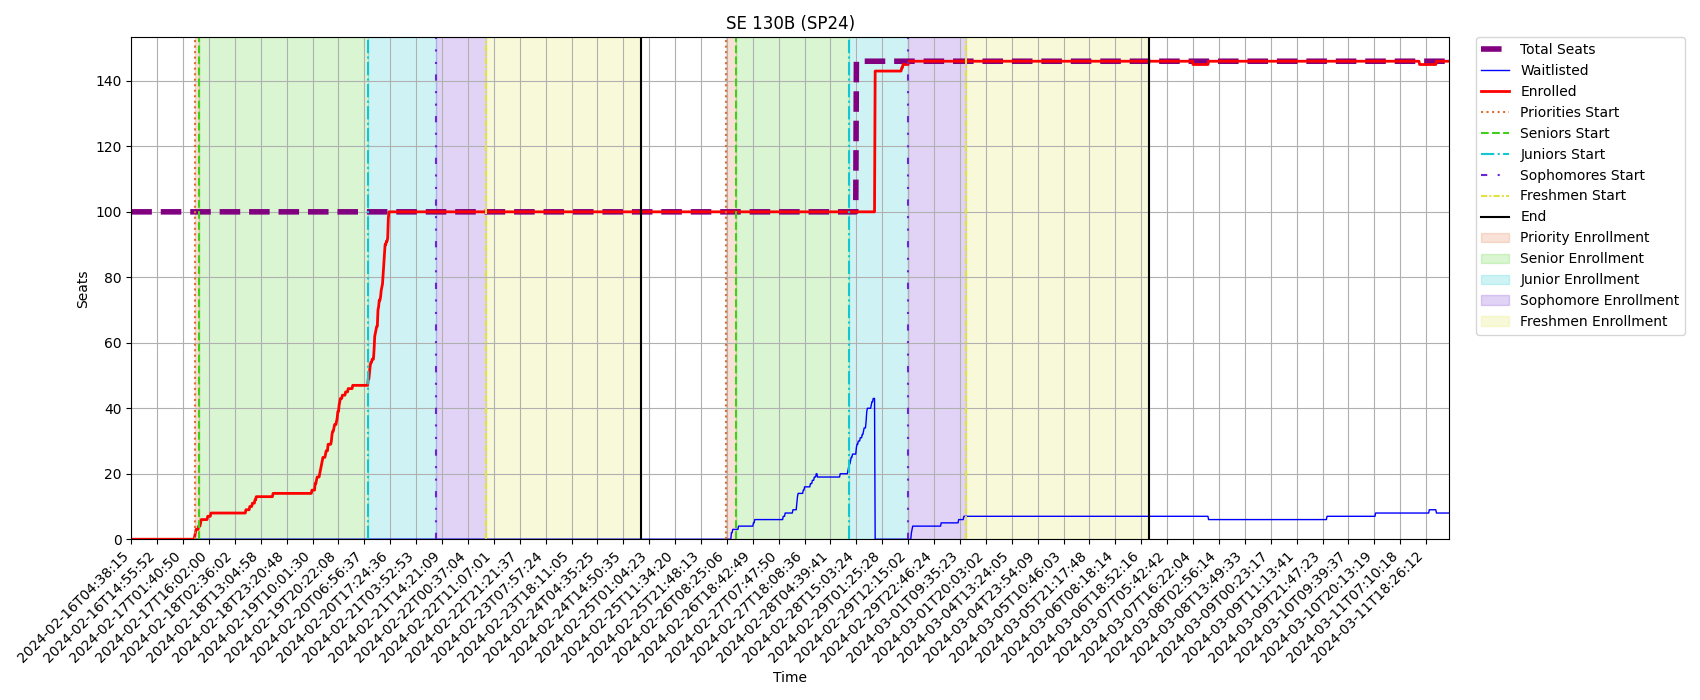 SE 130B (SP24)
Seats
140
120
100
80
60
40
20
0
2024-02-16T04:38:15
2024-02-16T14:55:52
2024-02-17T01:40:50
2024-02-17T16:02:00
2024-02-18T02:36:02
2024-02-18T13:04:58
2024-02-18T23:20:48
2024-02-19T10:01:30
2024-02-19T20:22:08
2024-02-20T06:56:37
2024-02-20T17:24:36
2024-02-21T03:52:53
2024-02-21T14:21:09
2024-02-22T00:37:04
2024-02-22T11:07:01
2024-02-22T21:21:37
2024-02-23T07:57:24
2024-02-23T18:11:05
2024-02-24T04:35:25
2024-02-24T14:50:35
2024-02-25T01:04:23
2024-02-25T11:34:20
2024-02-25T21:48:13
2024-02-26T08:25:06
2024-02-26T18:42:49
2024-02-27T07:47:50
2024-02-27T18:08:36
2024-02-28T04:39:41
2024-02-28T15:03:24
2024-02-29T01:25:28
2024-02-29T12:15:02
2024-02-29T22:46:24
2024-03-01T09:35:23
2024-03-01T20:03:02
2024-03-04T13:24:05
2024-03-04T23:54:09
2024-03-05T10:46:03
2024-03-05T21:17:48
2024-03-06T08:18:14
2024-03-06T18:52:16
2024-03-07T05:42:42
2024-03-07T16:22:04
2024-03-08T02:56:14
2024-03-08T13:49:33
2024-03-09T00:23:17
2024-03-09T11:13:41
2024-03-09T21:47:23
2024-03-10T09:39:37
2024-03-10T20:13:19
2024-03-11T07:10:18
2024-03-11T18:26:12
Time
Total Seats
Waitlisted
Enrolled
Priorities Start
Seniors Start
Juniors Start
Sophomores Start
Freshmen Start
End
Priority Enrollment
Senior Enrollment
Junior Enrollment
Sophomore Enrollment
Freshmen Enrollment